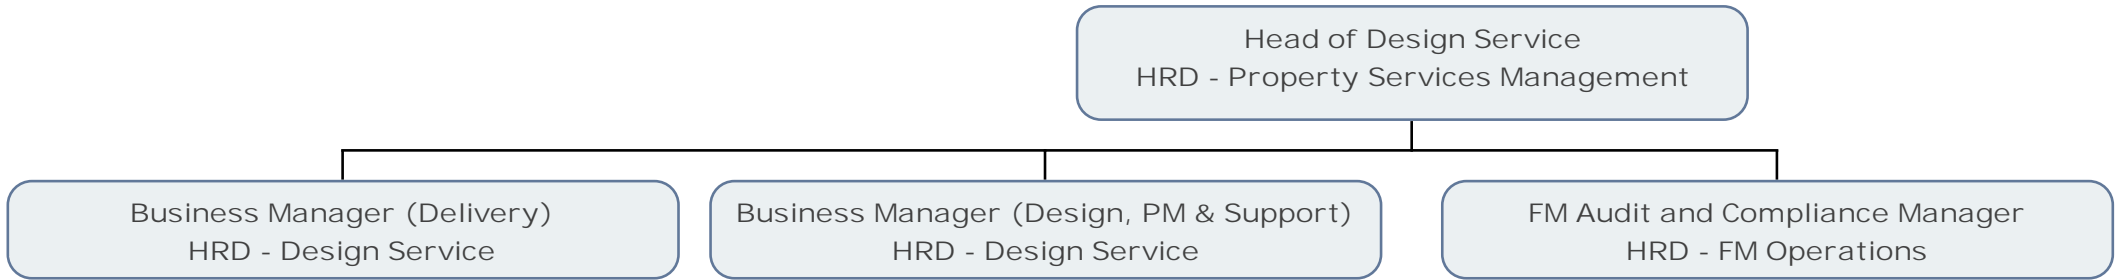 Head of Design Service
HRD - Property Services Management
Business Manager (Delivery)
HRD - Design Service
Business Manager (Design, PM & Support)
HRD - Design Service
FM Audit and Compliance Manager
HRD - FM Operations